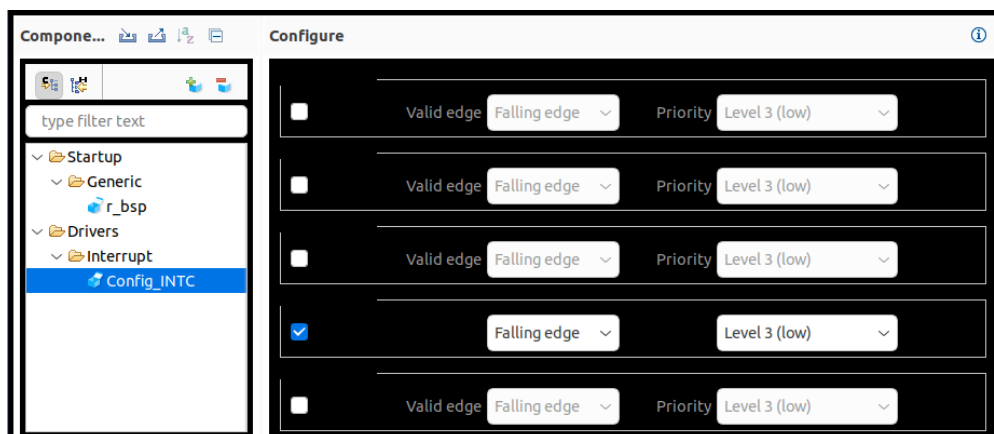 Compone...
Configure
type filter text
Startup
Generic
r_bsp
Drivers
Interrupt
Config_INTC
Valid edge Falling edge Priority Level 3 (low)
Valid edge Falling edge Priority Level 3 (low)
Valid edge Falling edge Priority Level 3 (low)
Falling edge Level 3 (low)
Valid edge Falling edge Priority Level 3 (low)